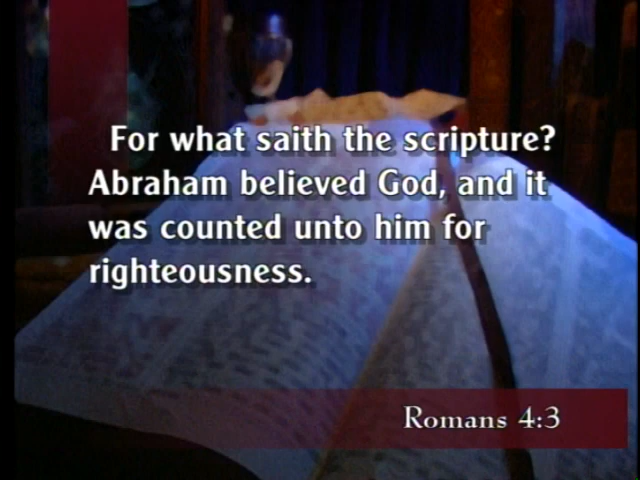 For what saith the scripture?
Abraham believed God, and it
was counted unto him for
righteousness.
Romans 4:3